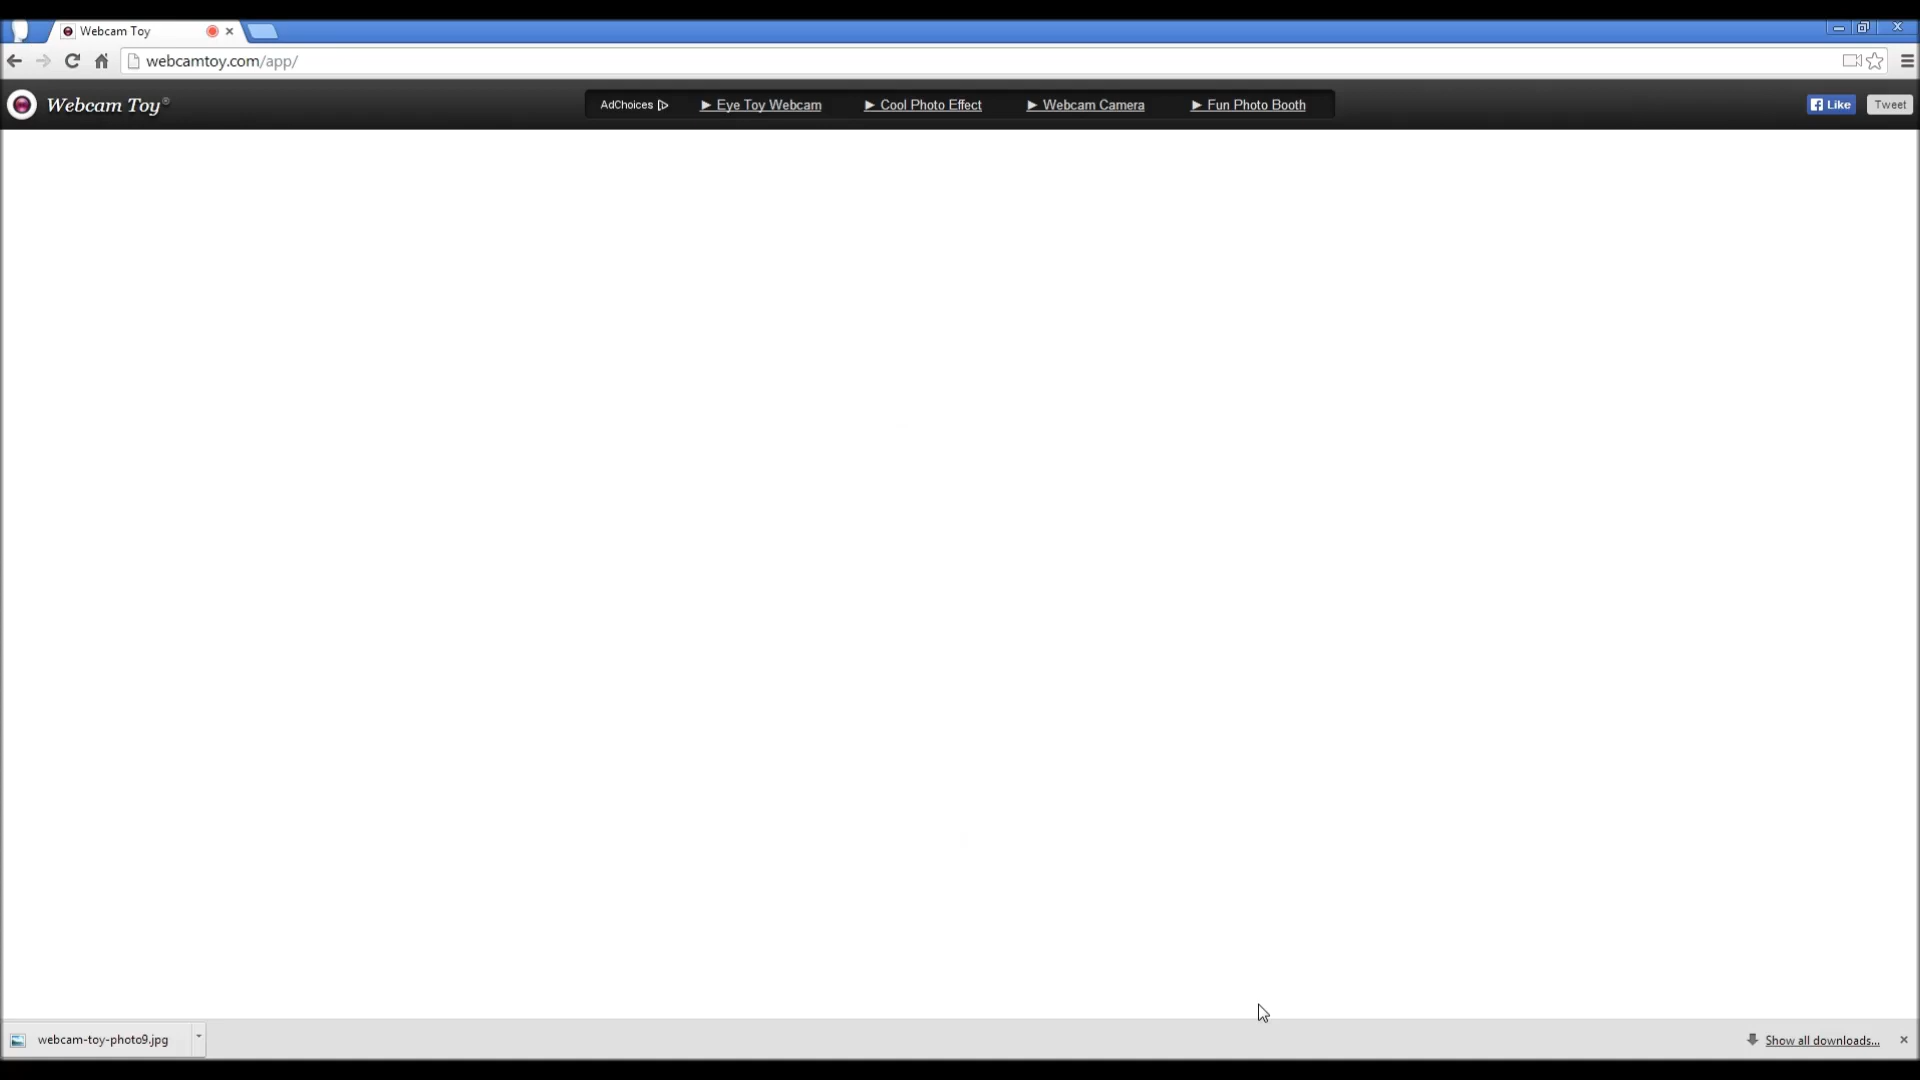 Webcam Toy
webcamtoy.com/app/
Webcam Toy®
AdChoices
► Eye Toy Webcam
► Cool Photo Effect
► Webcam Camera
► Fun Photo Booth
Like
Tweet
webcam-toy-photo9.jpg
Show all downloads...